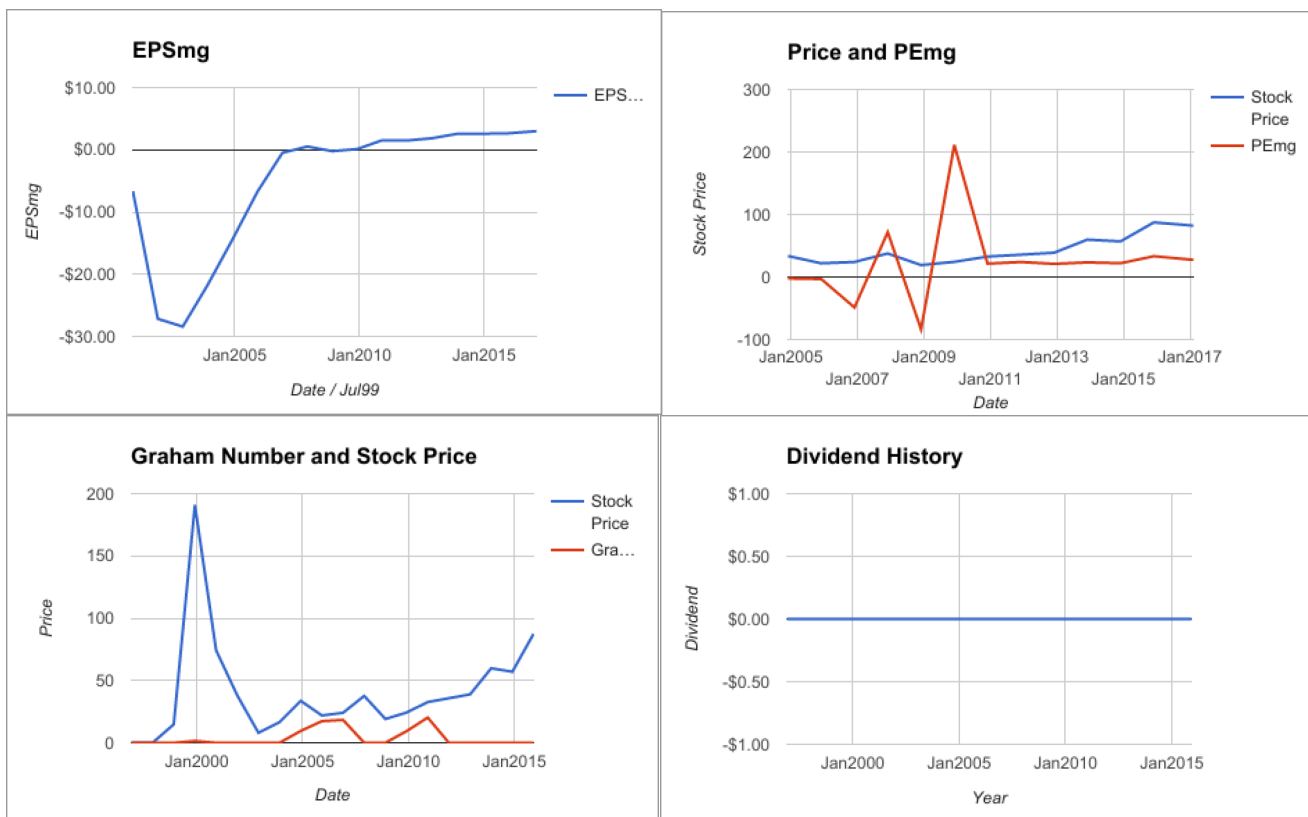 EPSmg
$10.00
$0.00
-$10.00
-$20.00
-$30.00
EPSmg
EPS…
Jan2005
Jan2010
Jan2015
Date / Jul99
Price and PEmg
300
200
100
0
-100
Stock Price
Stock
Price
PEmg
Jan2005
Jan2009
Jan2013
Jan2017
Jan2007
Jan2011
Jan2015
Date
Graham Number and Stock Price
200
150
100
50
0
Price
Stock
Price
Gra…
Jan2000
Jan2005
Jan2010
Jan2015
Date
Dividend History
$1.00
$0.50
$0.00
-$0.50
-$1.00
Dividend
Jan2000
Jan2005
Jan2010
Jan2015
Year